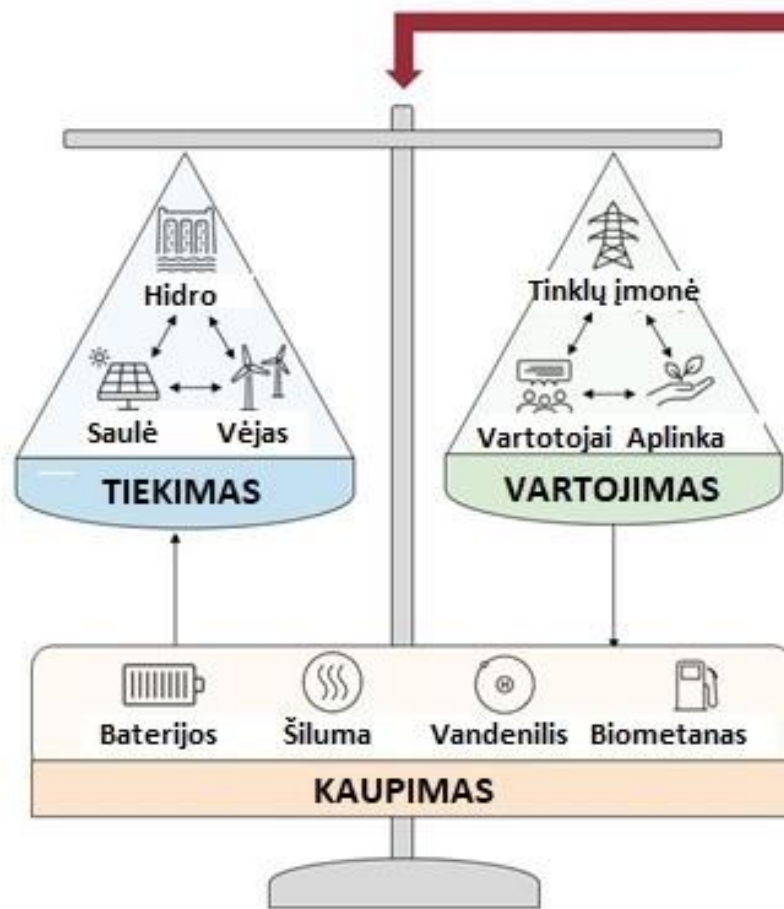 Hidro
Saulė Vėjas
TIEKIMAS
Tinklų įmonė
Vartotojai Aplinka
VARTOJIMAS
Baterijos Šiluma Vandenilis Biometanas
H
KAUPIMAS